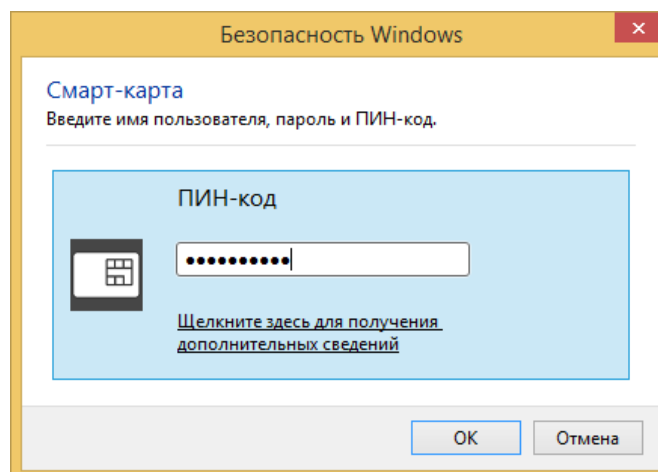 Безопасность Windows
Смарт-карта
Введите имя пользователя, пароль и ПИН-код.
ПИН-код
••••••••••
Щелкните здесь для получения
дополнительных сведений
ОК
Отмена